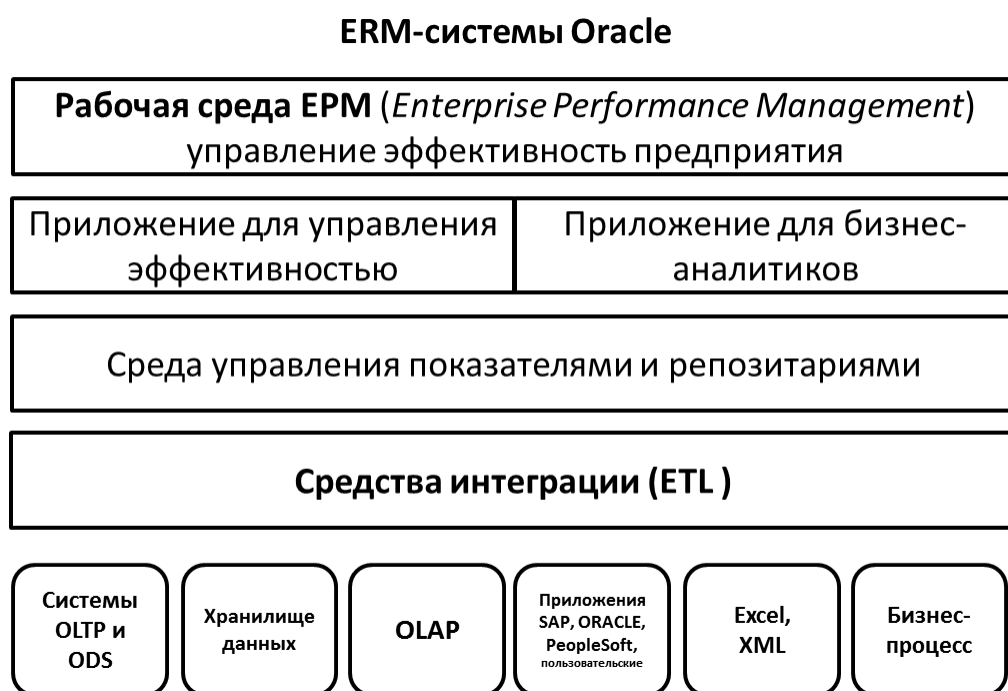 ERM-системы Oracle
Рабочая среда EPM (Enterprise Performance Management)
управление эффективность предприятия
Приложение для управления
эффективностью
Приложение для бизнес-
аналитиков
Среда управления показателями и репозитариями
Средства интеграции (ETL )
Системы
OLTP и
ODS
Хранилище
данных
OLAP
Приложения
SAP, ORACLE,
PeopleSoft,
пользовательские
Excel,
XML
Бизнес-
процесс